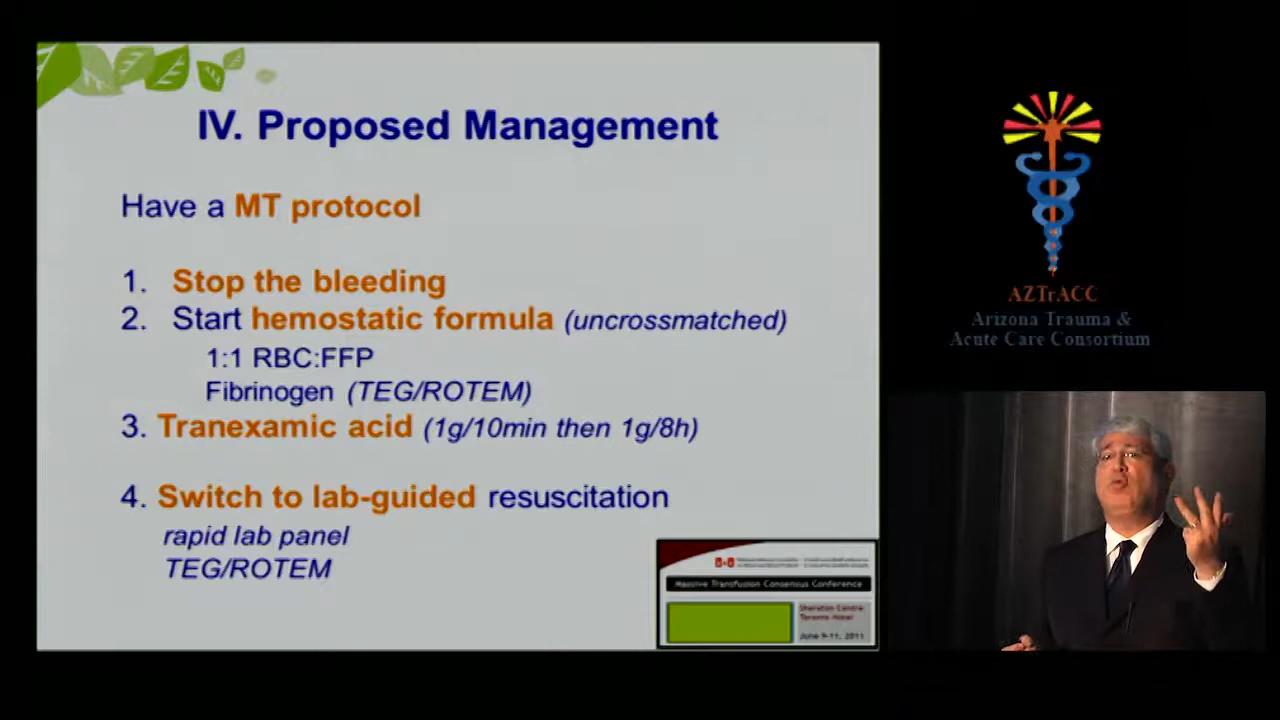 IV. Proposed Management
Have a MT protocol
1. Stop the bleeding
2. Start hemostatic formula (uncrossmatched)
1:1 RBC:FFP
Fibrinogen (TEG/ROTEM)
3. Tranexamic acid (1g/10min then 1g/8h)
4. Switch to lab-guided resuscitation
rapid lab panel
TEG/ROTEM
Massive Transfusion Consensus Conference
Sheraton Centre
Toronto Hotel
June 9-11, 2011
AZTrACC
Arizona Trauma &
Acute Care Consortium